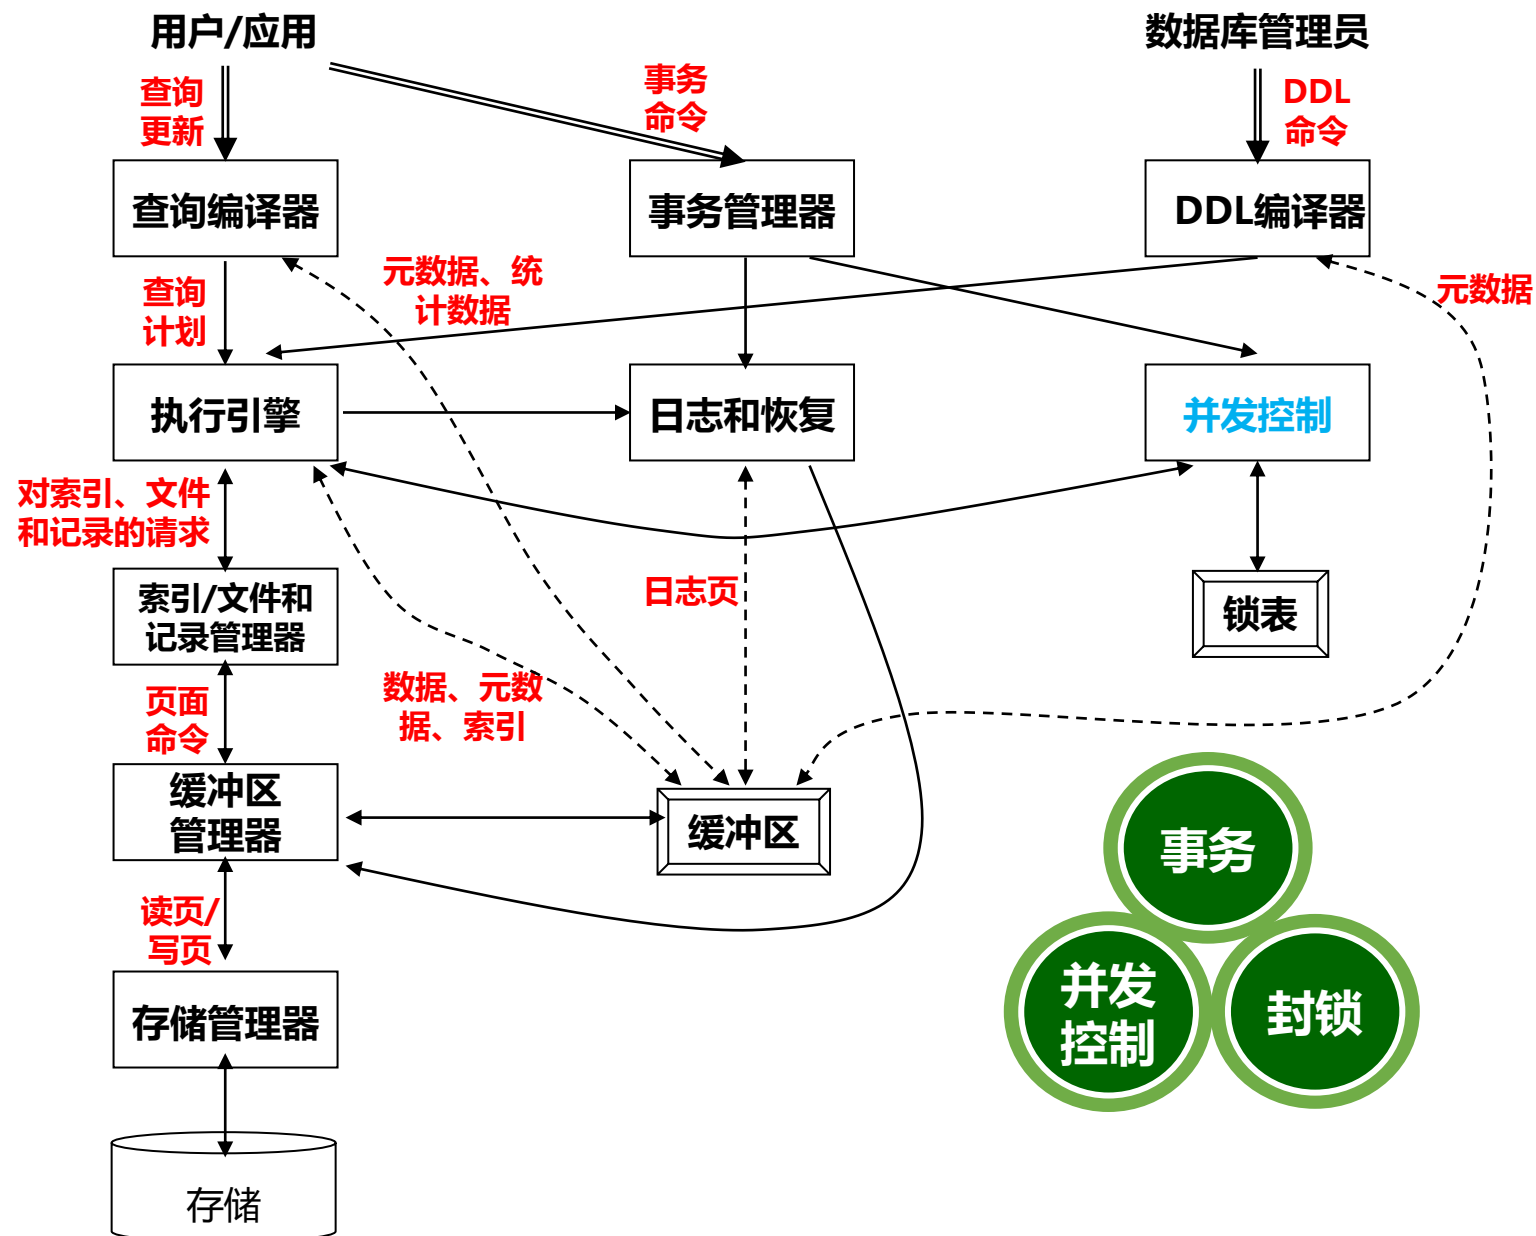 用户/应用
数据库管理员
查询
更新
事务
命令
DDL
命令
查询编译器
事务管理器
DDL编译器
查询
计划
元数据、统
计数据
元数据
执行引擎
日志和恢复
并发控制
对索引、文件
和记录的请求
索引/文件和
记录管理器
日志页
锁表
页面
命令
数据、元数
据、索引
缓冲区
管理器
缓冲区
读页/
写页
存储管理器
存储
事务
并发
控制
封锁